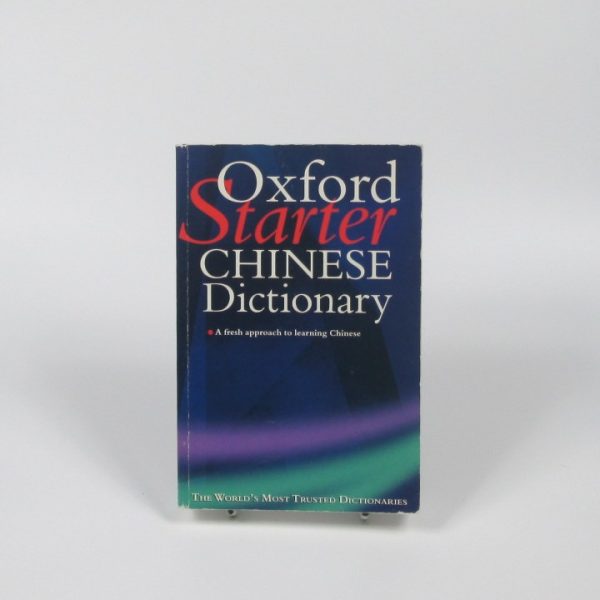 Oxford
Starter
CHINESE
Dictionary
• A fresh approach to learning Chinese
THE WORLD'S MOST TRUSTED DICTIONARIES